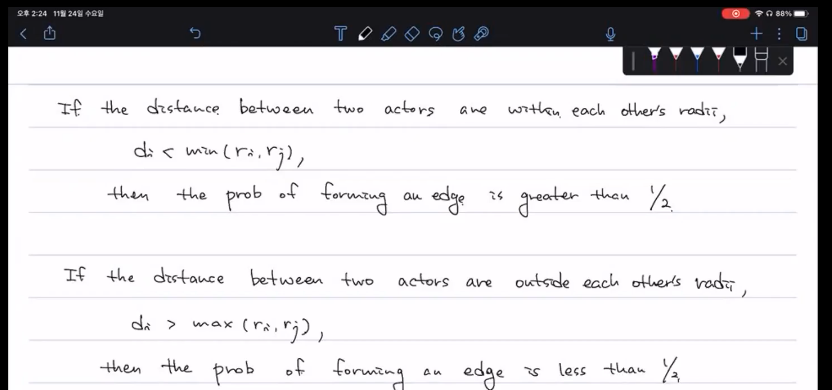 오후 2:24 11월 24일 수요일
88%
If the distance between two actors are within each other's radii,
di < min (ri, rj),
then the prob of forming an edge is greater than 1/2.
If the distance between two actors are outside each other's radii,
di > max (ri, rj),
then the prob of forming an edge is less than 1/2.